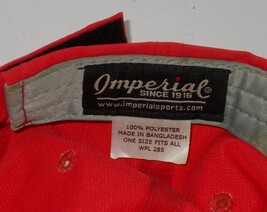 Imperial®
SINCE 1916
www.imperialsports.com
100% POLYESTER
MADE IN BANGLADESH
ONE SIZE FITS ALL
WPL 285